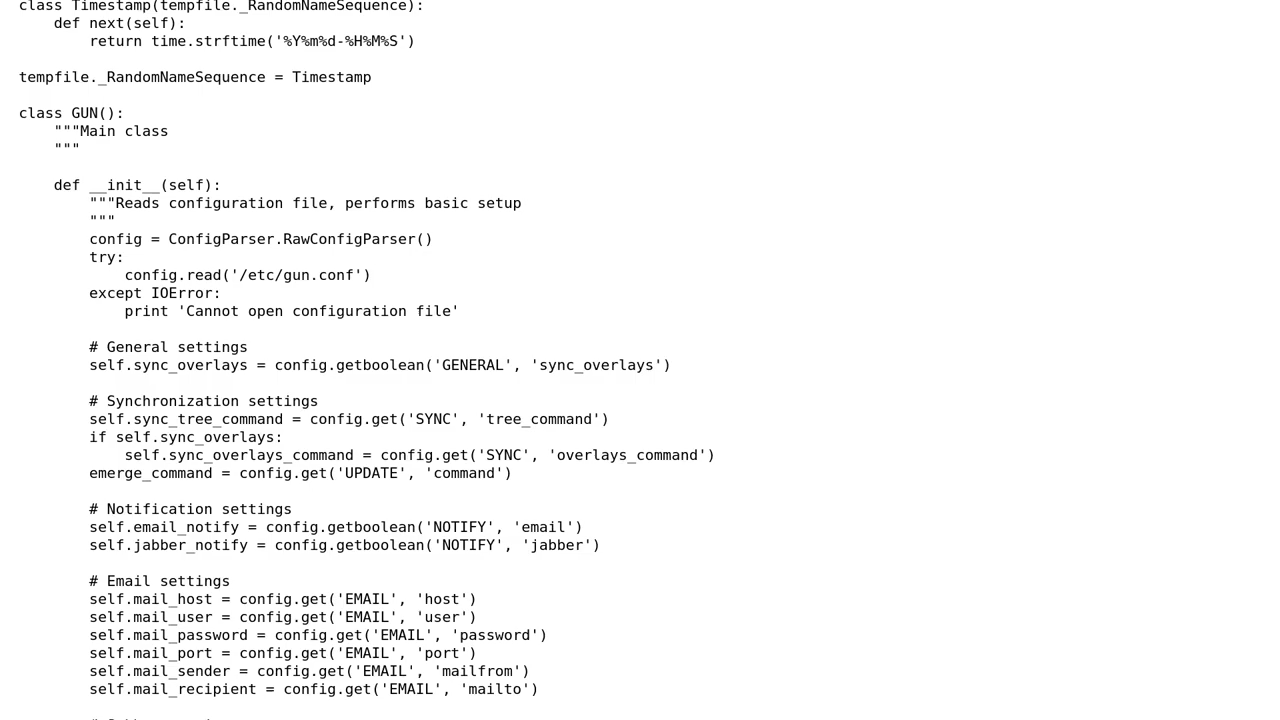 class Timestamp(tempfile._RandomNameSequence):
    def next(self):
        return time.strftime('%Y%m%d-%H%M%S')

tempfile._RandomNameSequence = Timestamp

class GUN():
    """Main class
    """

    def __init__(self):
        """Reads configuration file, performs basic setup
        """
        config = ConfigParser.RawConfigParser()
        try:
            config.read('/etc/gun.conf')
        except IOError:
            print 'Cannot open configuration file'

        # General settings
        self.sync_overlays = config.getboolean('GENERAL', 'sync_overlays')

        # Synchronization settings
        self.sync_tree_command = config.get('SYNC', 'tree_command')
        if self.sync_overlays:
            self.sync_overlays_command = config.get('SYNC', 'overlays_command')
        emerge_command = config.get('UPDATE', 'command')

        # Notification settings
        self.email_notify = config.getboolean('NOTIFY', 'email')
        self.jabber_notify = config.getboolean('NOTIFY', 'jabber')

        # Email settings
        self.mail_host = config.get('EMAIL', 'host')
        self.mail_user = config.get('EMAIL', 'user')
        self.mail_password = config.get('EMAIL', 'password')
        self.mail_port = config.get('EMAIL', 'port')
        self.mail_sender = config.get('EMAIL', 'mailfrom')
        self.mail_recipient = config.get('EMAIL', 'mailto')